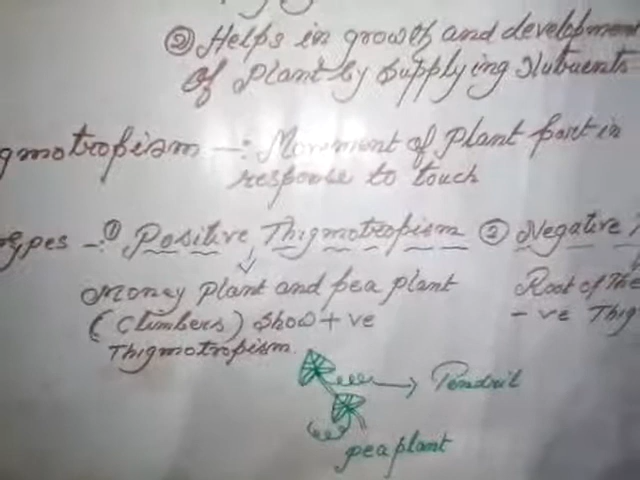 ② Helps in growth and development
of Plant by Supplying Nutrients
gmotropism -: Movement of Plant part in
response to touch
Types -: ① Positive Thigmotropism ② Negative
Money Plant and pea plant Root of The
(Climbers) Show +ve -ve Thig
Thigmotropism.
Tendril
pea plant